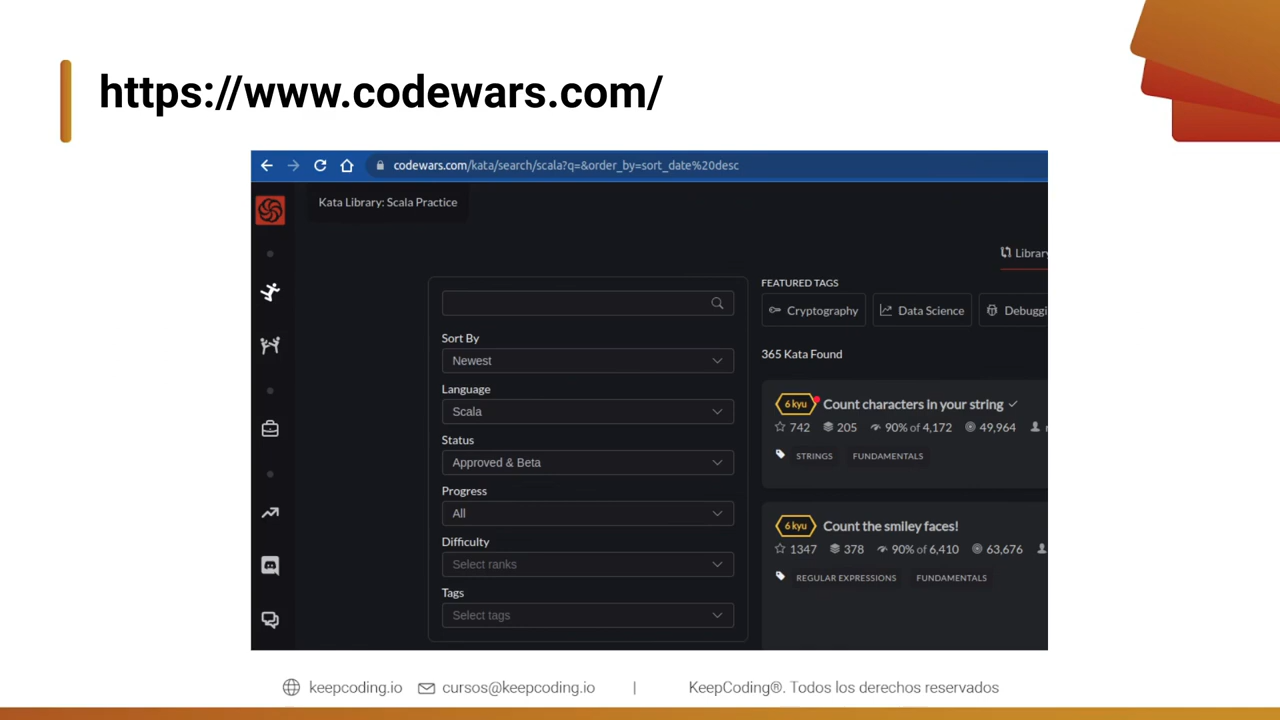 https://www.codewars.com/
codewars.com/kata/search/scala?q=&order_by=sort_date%20desc
Kata Library: Scala Practice
Library
FEATURED TAGS
Cryptography
Data Science
Debuggi
Sort By
Newest
365 Kata Found
Language
Scala
6 kyu Count characters in your string
742 205 90% of 4,172 49,964
STRINGS FUNDAMENTALS
Status
Approved & Beta
Progress
All
6 kyu Count the smiley faces!
1347 378 90% of 6,410 63,676
REGULAR EXPRESSIONS FUNDAMENTALS
Difficulty
Select ranks
Tags
Select tags
keepcoding.io cursos@keepcoding.io | KeepCoding®. Todos los derechos reservados